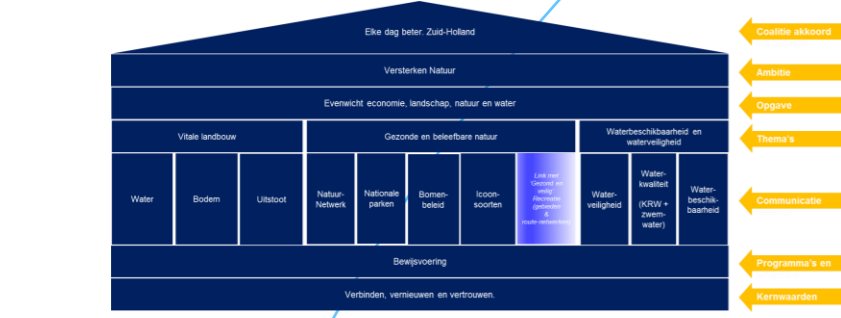 Elke dag beter. Zuid-Holland
Coalitie akkoord
Versterken Natuur
Ambitie
Evenwicht economie, landschap, natuur en water
Opgave
Vitale landbouw
Gezonde en beleefbare natuur
Waterbeschikbaarheid en
waterveiligheid
Thema's
Water
Bodem
Uitstoot
Natuur-
Netwerk
Nationale
parken
Bomen-
beleid
Icoon-
soorten
Link met
'Gezond en
veilig'
Recreatie
(gebieden
&
route-netwerken)
Water-
veiligheid
Water-
kwaliteit
(KRW +
zwem-
water)
Water-
beschik-
baarheid
Communicatie
Bewijsvoering
Programma's en
Verbinden, vernieuwen en vertrouwen.
Kernwaarden